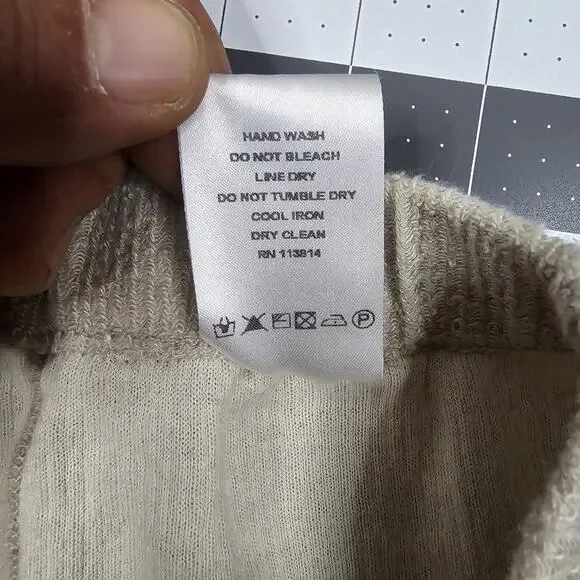 HAND WASH
DO NOT BLEACH
LINE DRY
DO NOT TUMBLE DRY
COOL IRON
DRY CLEAN
RN 113814
P